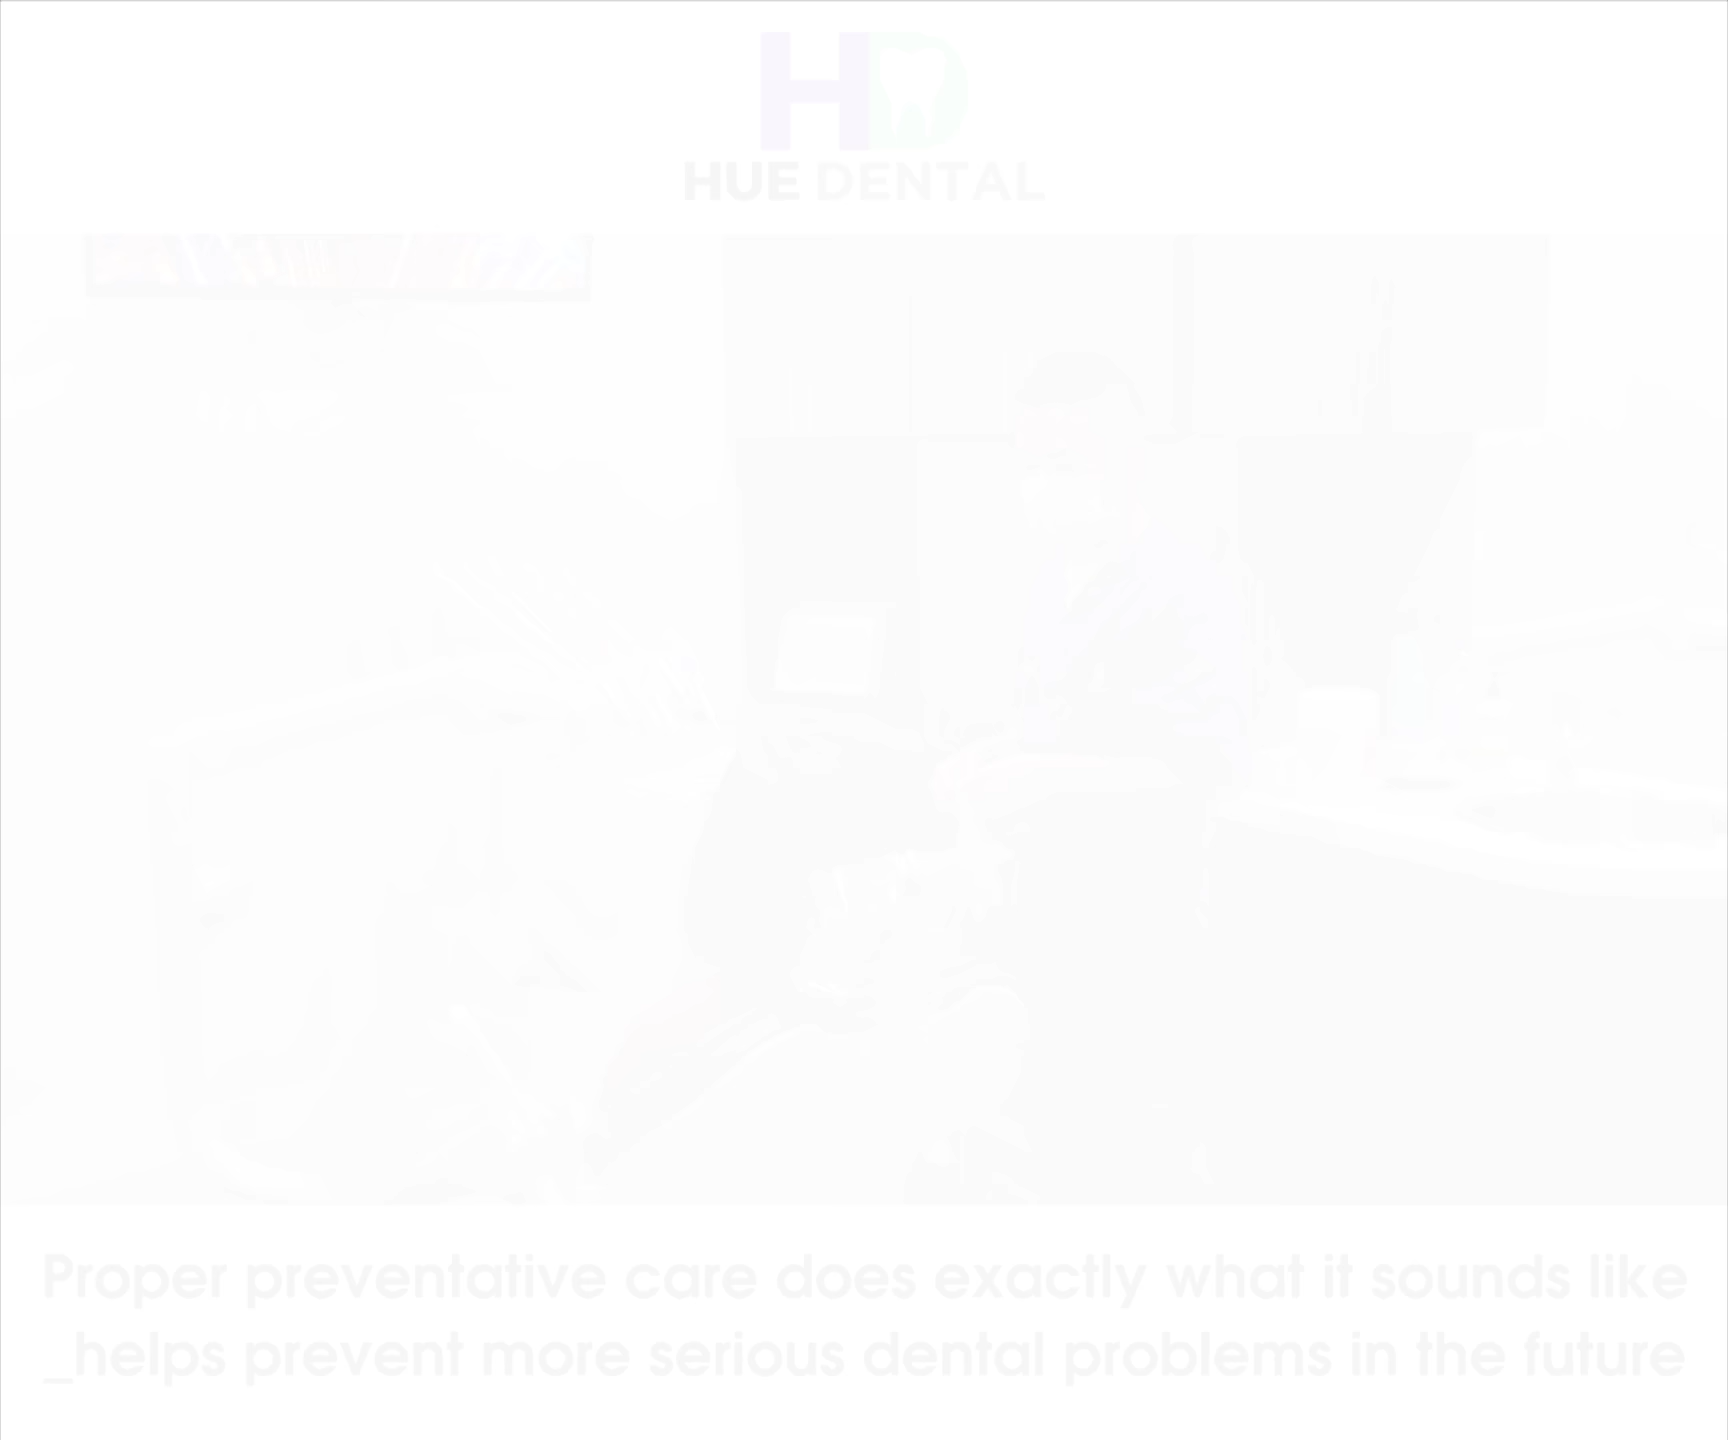 HD
HUE DENTAL
Proper preventative care does exactly what it sounds like
_helps prevent more serious dental problems in the future